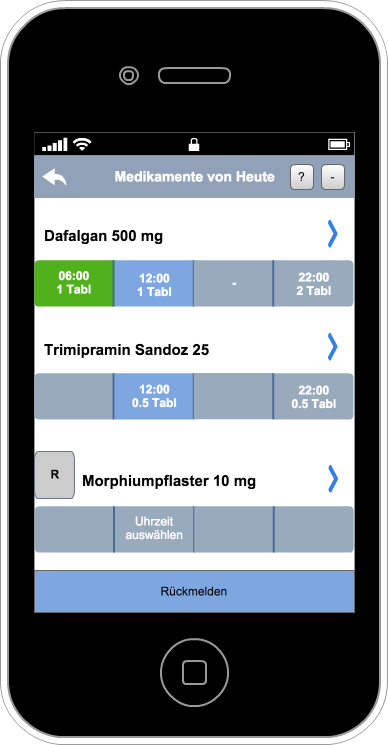 Medikamente von Heute
?
-
Dafalgan 500 mg
06:00
1 Tabl
12:00
1 Tabl
-
22:00
2 Tabl
Trimipramin Sandoz 25
12:00
0.5 Tabl
22:00
0.5 Tabl
R
Morphiumpflaster 10 mg
Uhrzeit
auswählen
Rückmelden